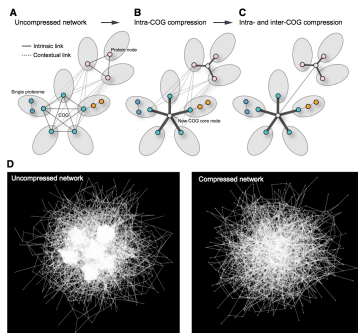 A
Uncompressed network
B
Intra-COG compression
C
Intra- and inter-COG compression
Intrinsic link
Contextual link
Protein node
Single proteome
COG
New COG core node
D
Uncompressed network
Compressed network